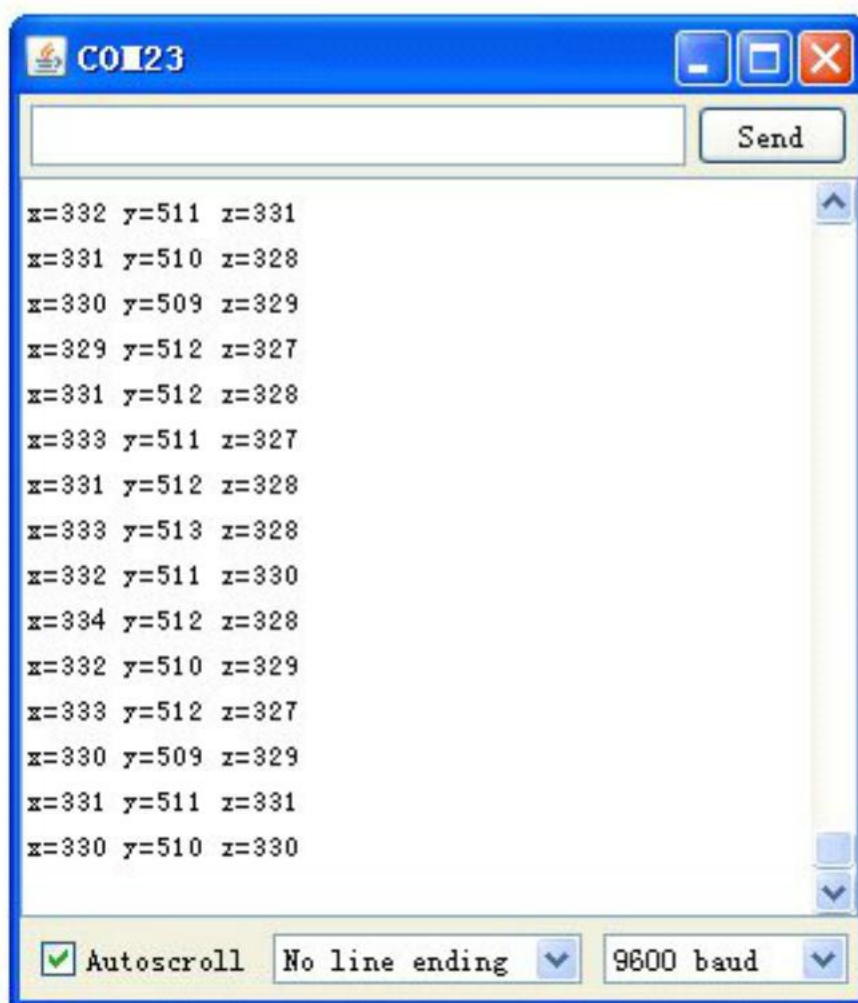 COM23
Send
x=332 y=511 z=331
x=331 y=510 z=328
x=330 y=509 z=329
x=329 y=512 z=327
x=331 y=512 z=328
x=333 y=511 z=327
x=331 y=512 z=328
x=333 y=513 z=328
x=332 y=511 z=330
x=334 y=512 z=328
x=332 y=510 z=329
x=333 y=512 z=327
x=330 y=509 z=329
x=331 y=511 z=331
x=330 y=510 z=330
Autoscroll No line ending 9600 baud